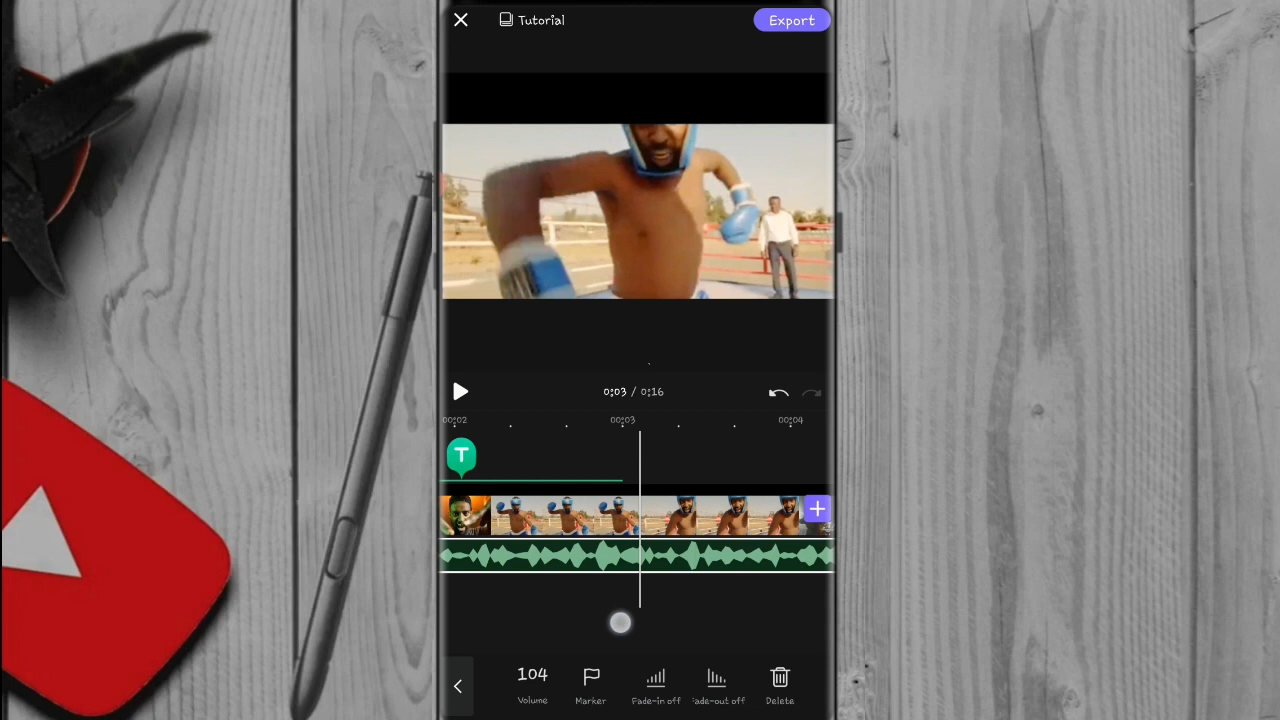 Tutorial
Export
0:03 / 0:16
00:02
00:03
00:04
T
104
Volume
Marker
Fade-in off
ade-out off
Delete